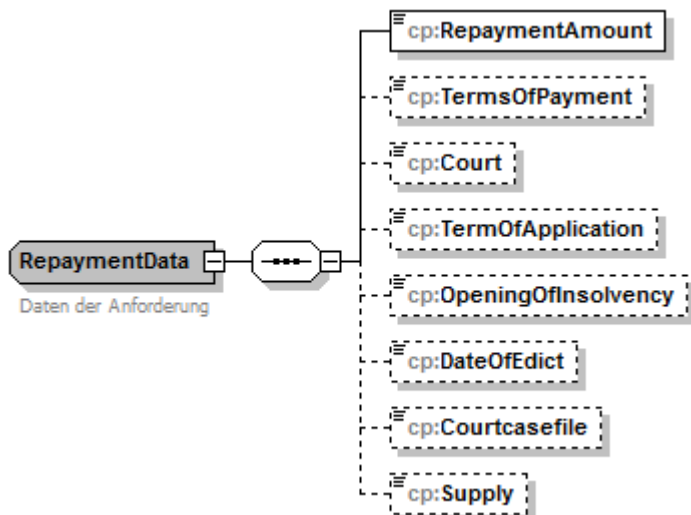 cp:RepaymentAmount
cp:TermsOfPayment
cp:Court
cp:TermOfApplication
RepaymentData
Daten der Anforderung
cp:OpeningOfInsolvency
cp:DateOfEdict
cp:Courtcasefile
cp:Supply